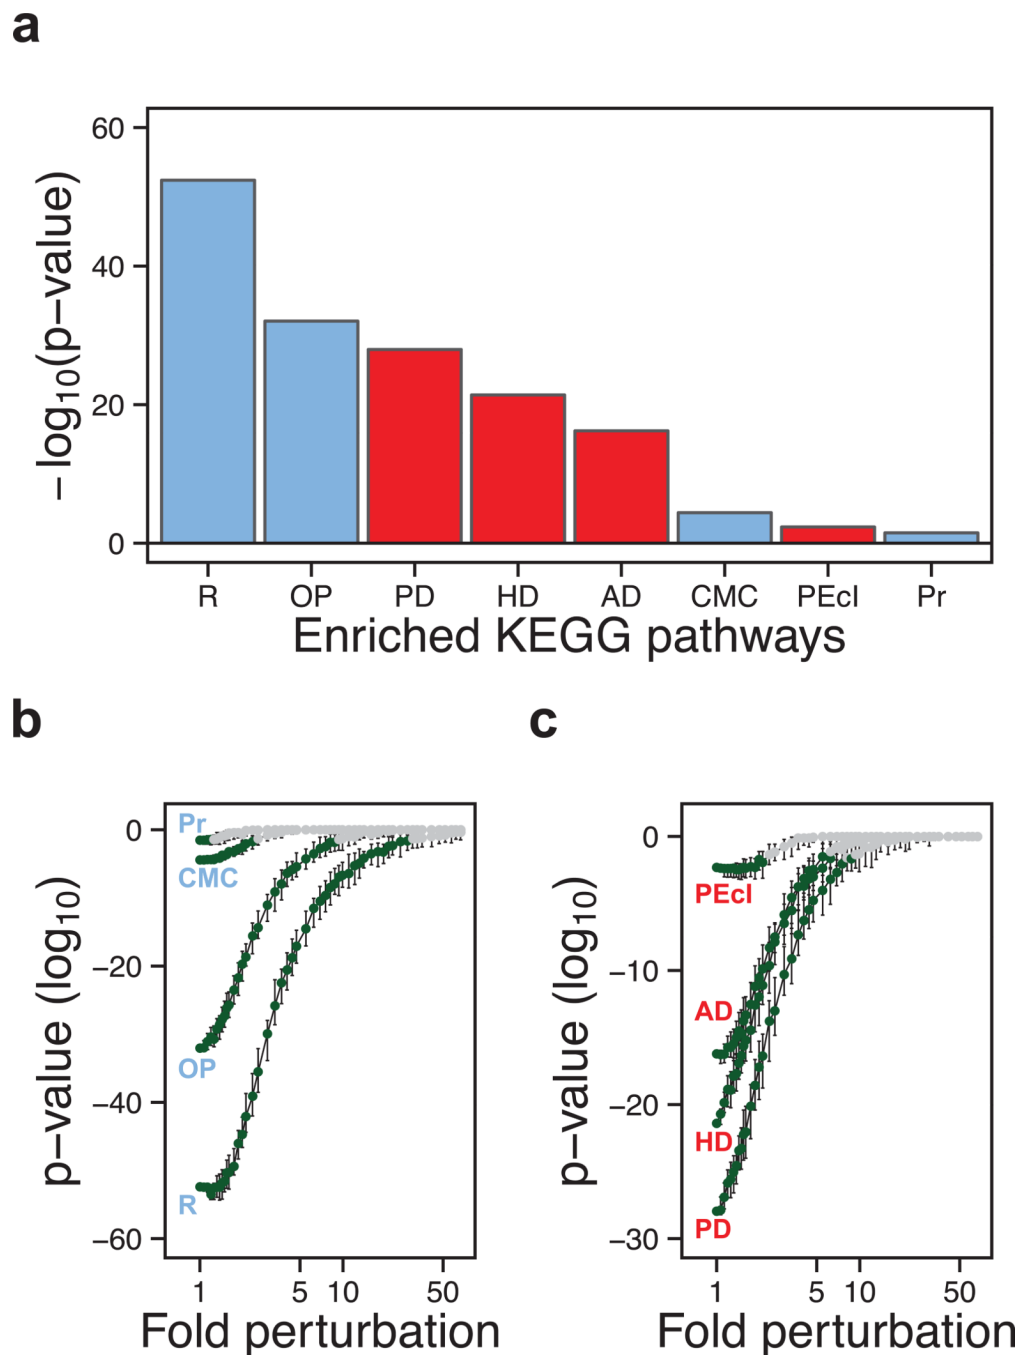 a
60
40
20
0
−log10(p−value)
R OP PD HD AD CMC PEcI Pr
Enriched KEGG pathways
b
0
−20
−40
−60
p−value (log10)
Pr
CMC
OP
R
1 5 10 50
Fold perturbation
c
0
−10
−20
−30
p−value (log10)
PEcI
AD
HD
PD
1 5 10 50
Fold perturbation